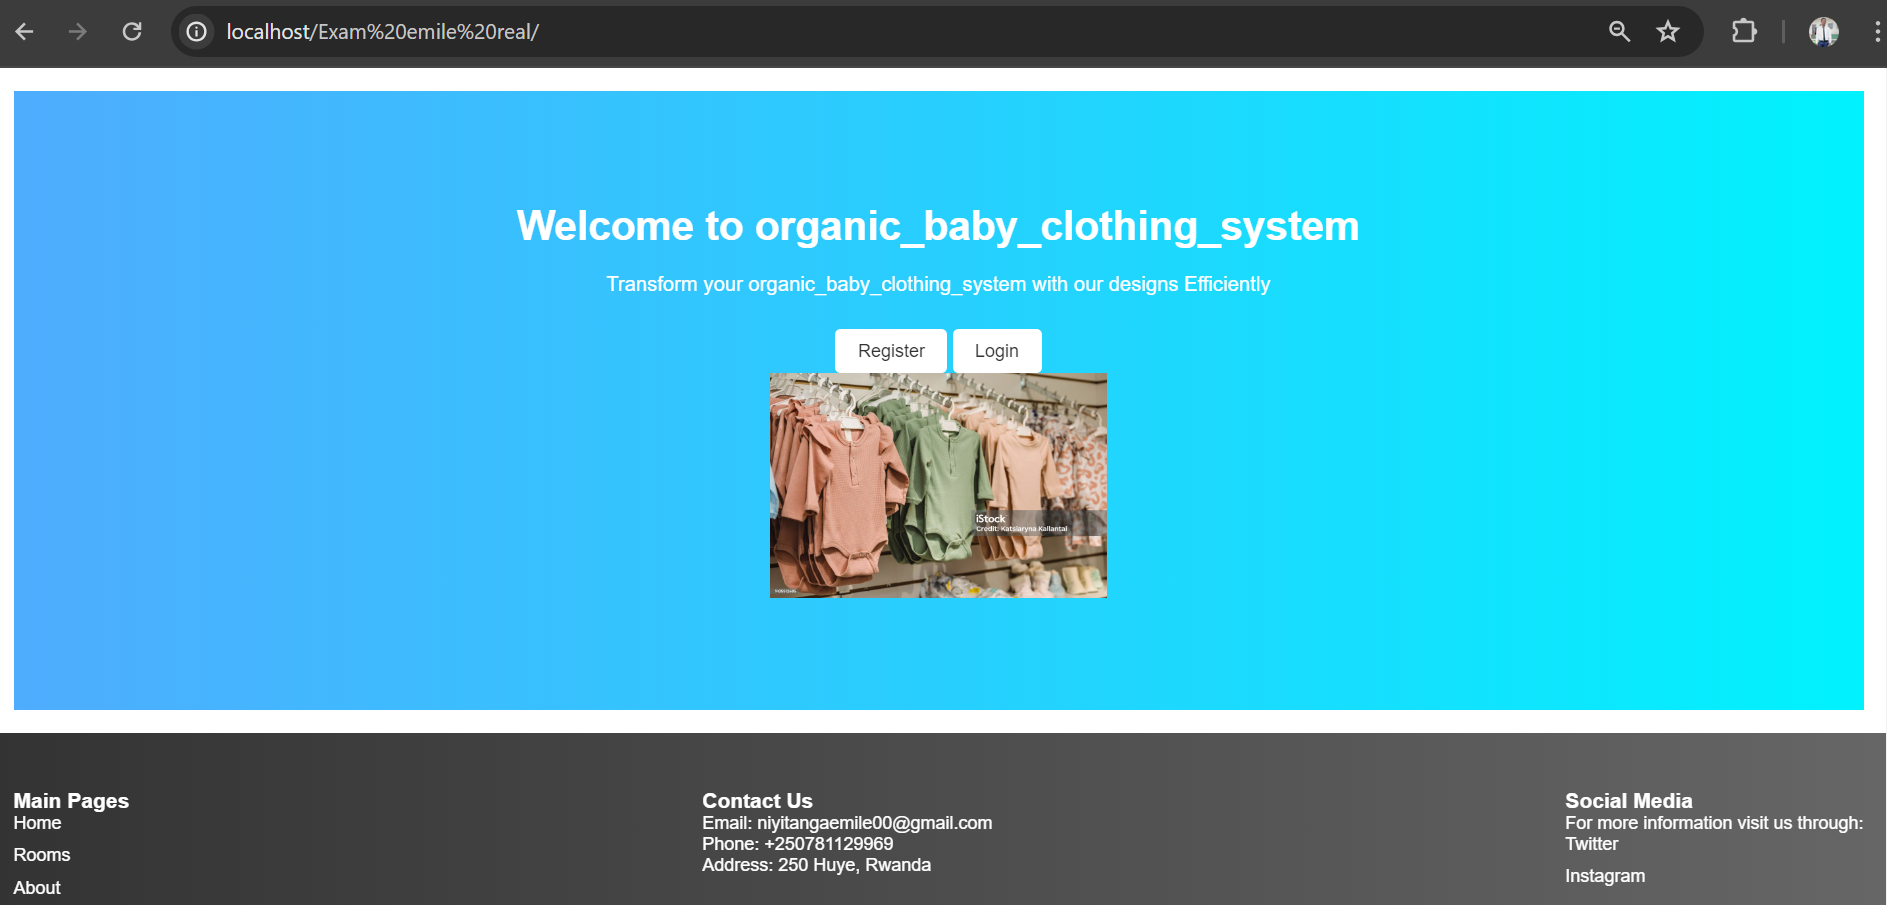 localhost/Exam%20emile%20real/
Welcome to organic_baby_clothing_system
Transform your organic_baby_clothing_system with our designs Efficiently
Register Login
iStock
Credit: Katsiaryna Kaliantai
Main Pages
Home
Rooms
About
Contact Us
Email: niyitangaemile00@gmail.com
Phone: +250781129969
Address: 250 Huye, Rwanda
Social Media
For more information visit us through:
Twitter
Instagram